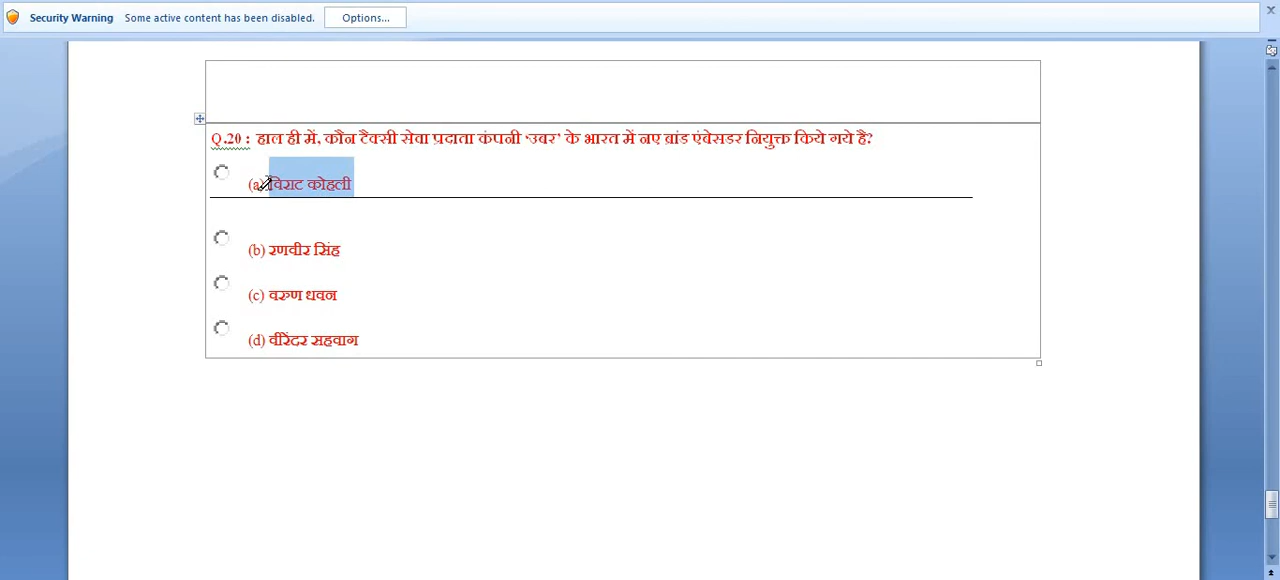 Security Warning Some active content has been disabled. Options...
Q.20 : हाल ही में, कौन टैक्सी सेवा प्रदाता कंपनी ‘उबर’ के भारत में नए ब्रांड एंबेसडर नियुक्त किये गये है?
(a) विराट कोहली
(b) रणवीर सिंह
(c) वरुण धवन
(d) वीरेंदर सहवाग